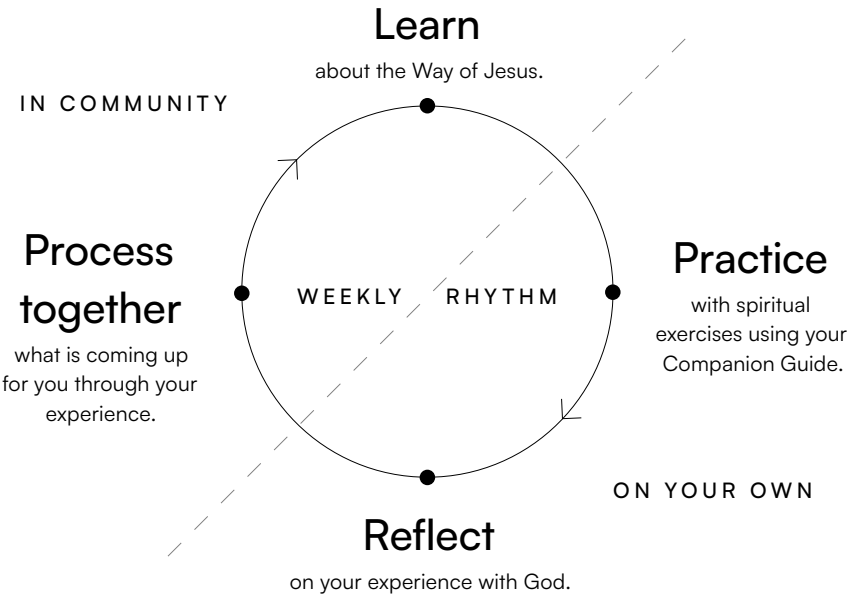 Learn
about the Way of Jesus.
IN COMMUNITY
Process
together
what is coming up
for you through your
experience.
WEEKLY RHYTHM
Practice
with spiritual
exercises using your
Companion Guide.
ON YOUR OWN
Reflect
on your experience with God.